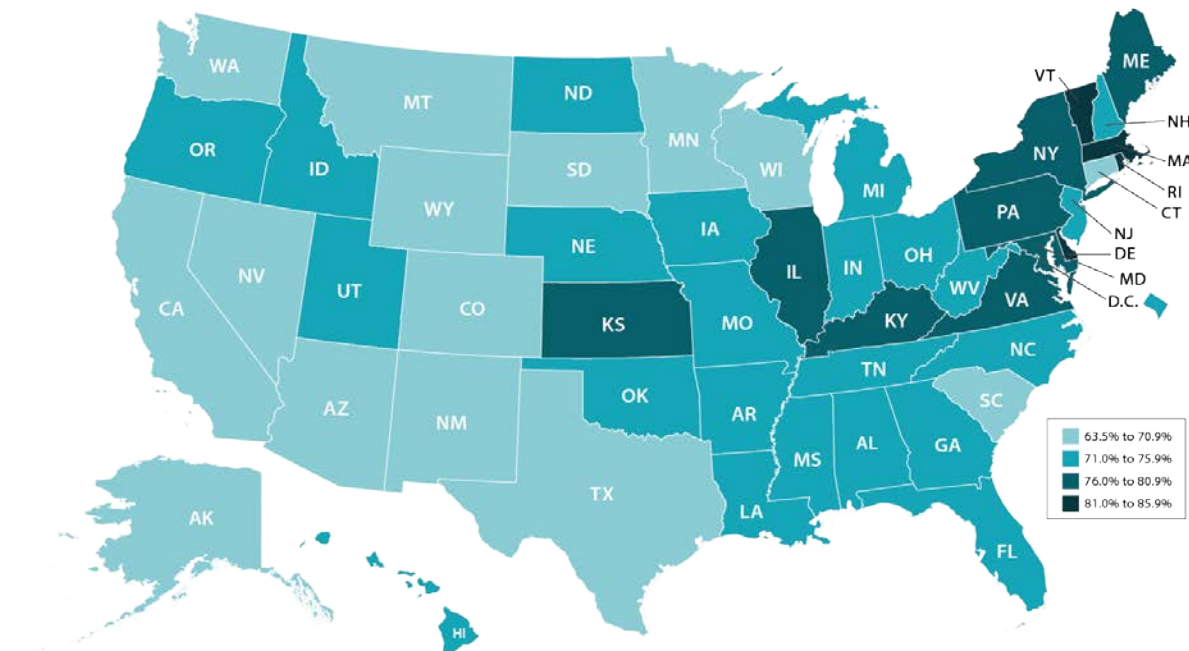 WA
MT
ND
MN
VT
ME
NH
OR
ID
SD
WI
NY
MA
MI
RI
WY
CT
PA
IA
NE
NJ
OH
DE
NV
UT
IL
IN
MD
WV
D.C.
CA
CO
VA
KS
MO
KY
NC
TN
AZ
NM
OK
AR
SC
63.5% to 70.9%
71.0% to 75.9%
76.0% to 80.9%
81.0% to 85.9%
MS
AL
GA
TX
LA
AK
FL
HI